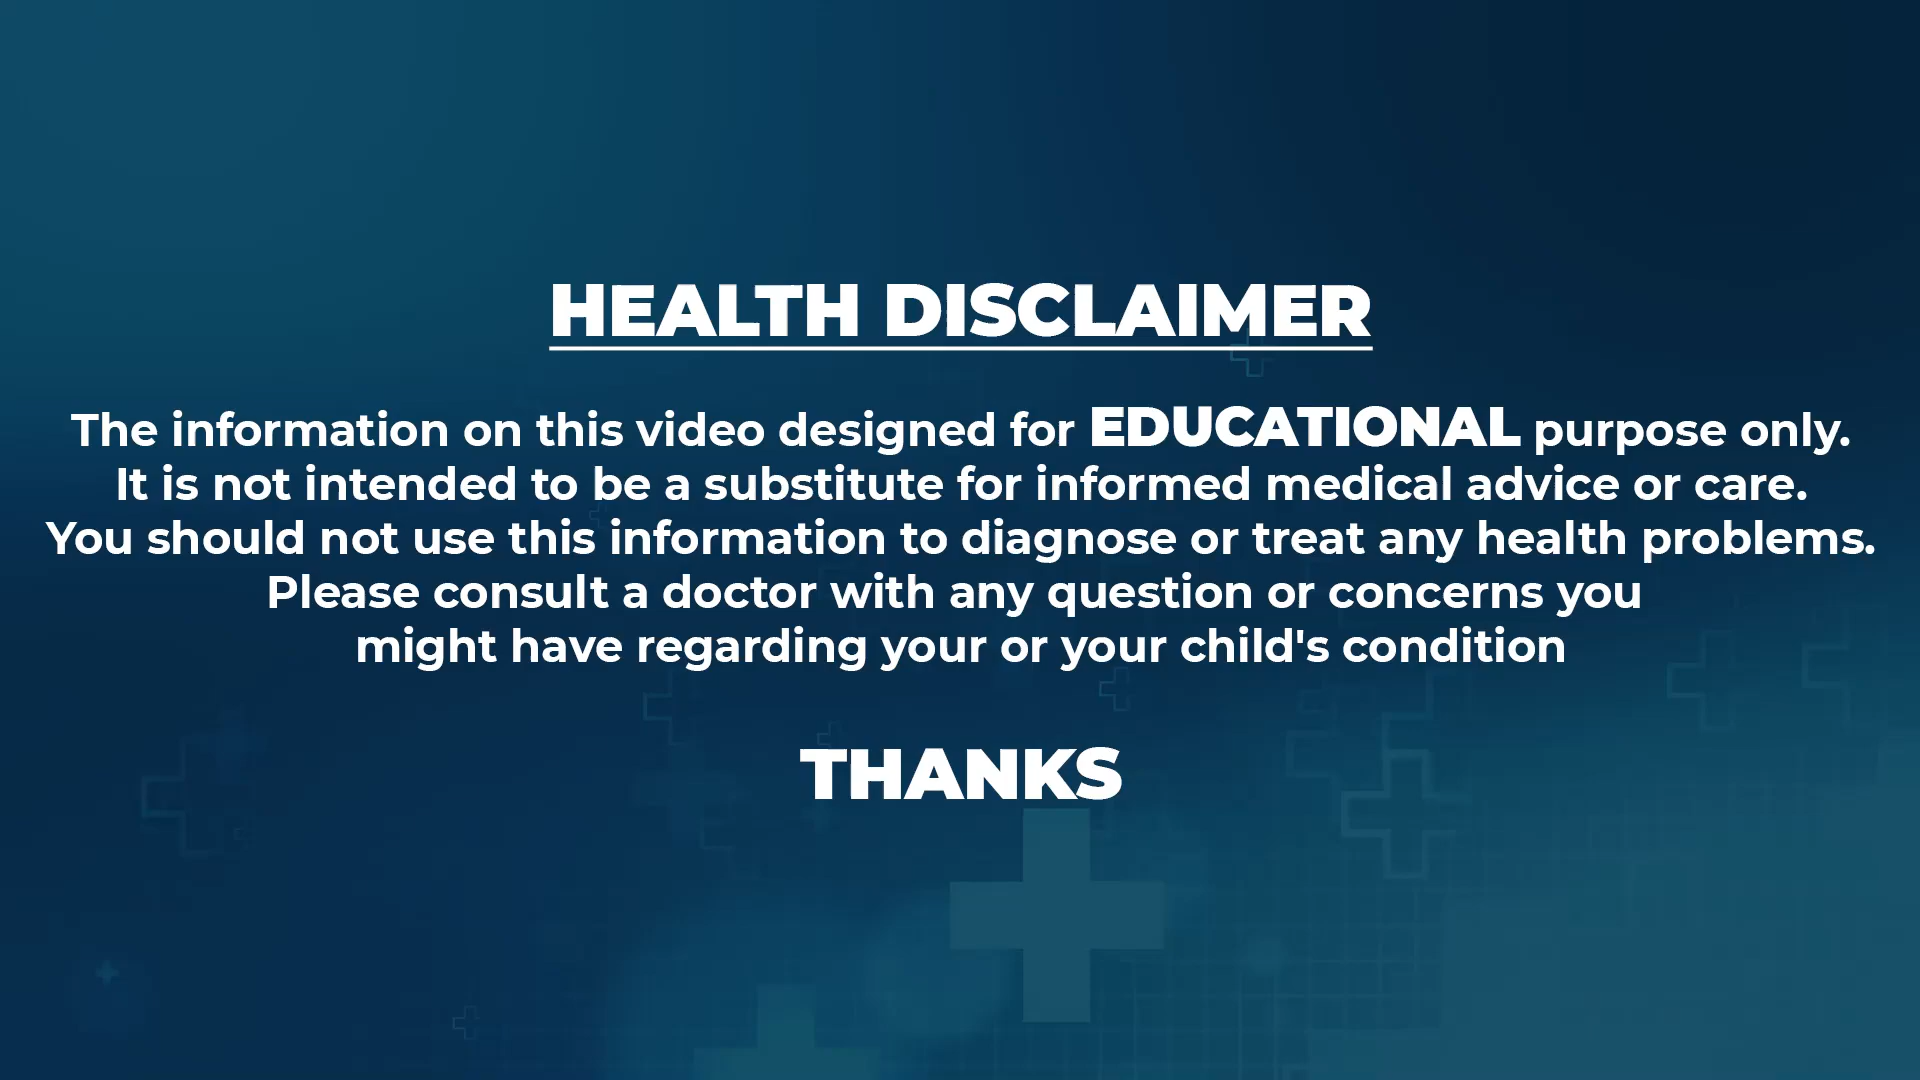 HEALTH DISCLAIMER
The information on this video designed for EDUCATIONAL purpose only.
It is not intended to be a substitute for informed medical advice or care.
You should not use this information to diagnose or treat any health problems.
Please consult a doctor with any question or concerns you
might have regarding your or your child's condition
THANKS